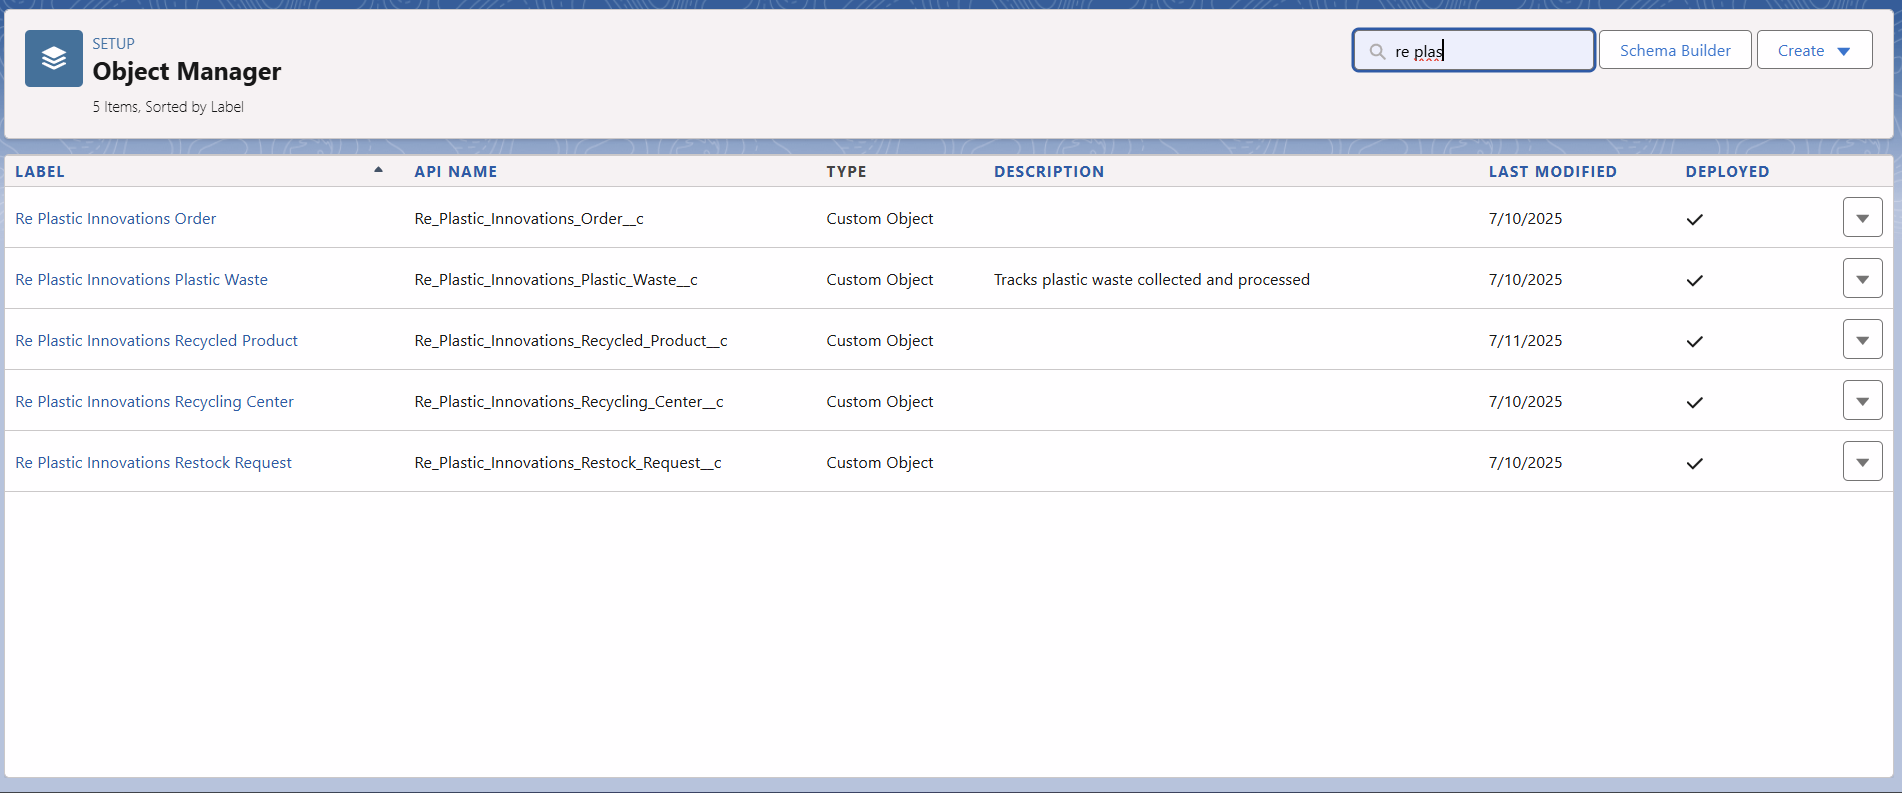 SETUP
Object Manager
5 Items, Sorted by Label
re plas
Schema Builder
Create
LABEL API NAME TYPE DESCRIPTION LAST MODIFIED DEPLOYED
Re Plastic Innovations Order Re_Plastic_Innovations_Order__c Custom Object 7/10/2025
Re Plastic Innovations Plastic Waste Re_Plastic_Innovations_Plastic_Waste__c Custom Object Tracks plastic waste collected and processed 7/10/2025
Re Plastic Innovations Recycled Product Re_Plastic_Innovations_Recycled_Product__c Custom Object 7/11/2025
Re Plastic Innovations Recycling Center Re_Plastic_Innovations_Recycling_Center__c Custom Object 7/10/2025
Re Plastic Innovations Restock Request Re_Plastic_Innovations_Restock_Request__c Custom Object 7/10/2025